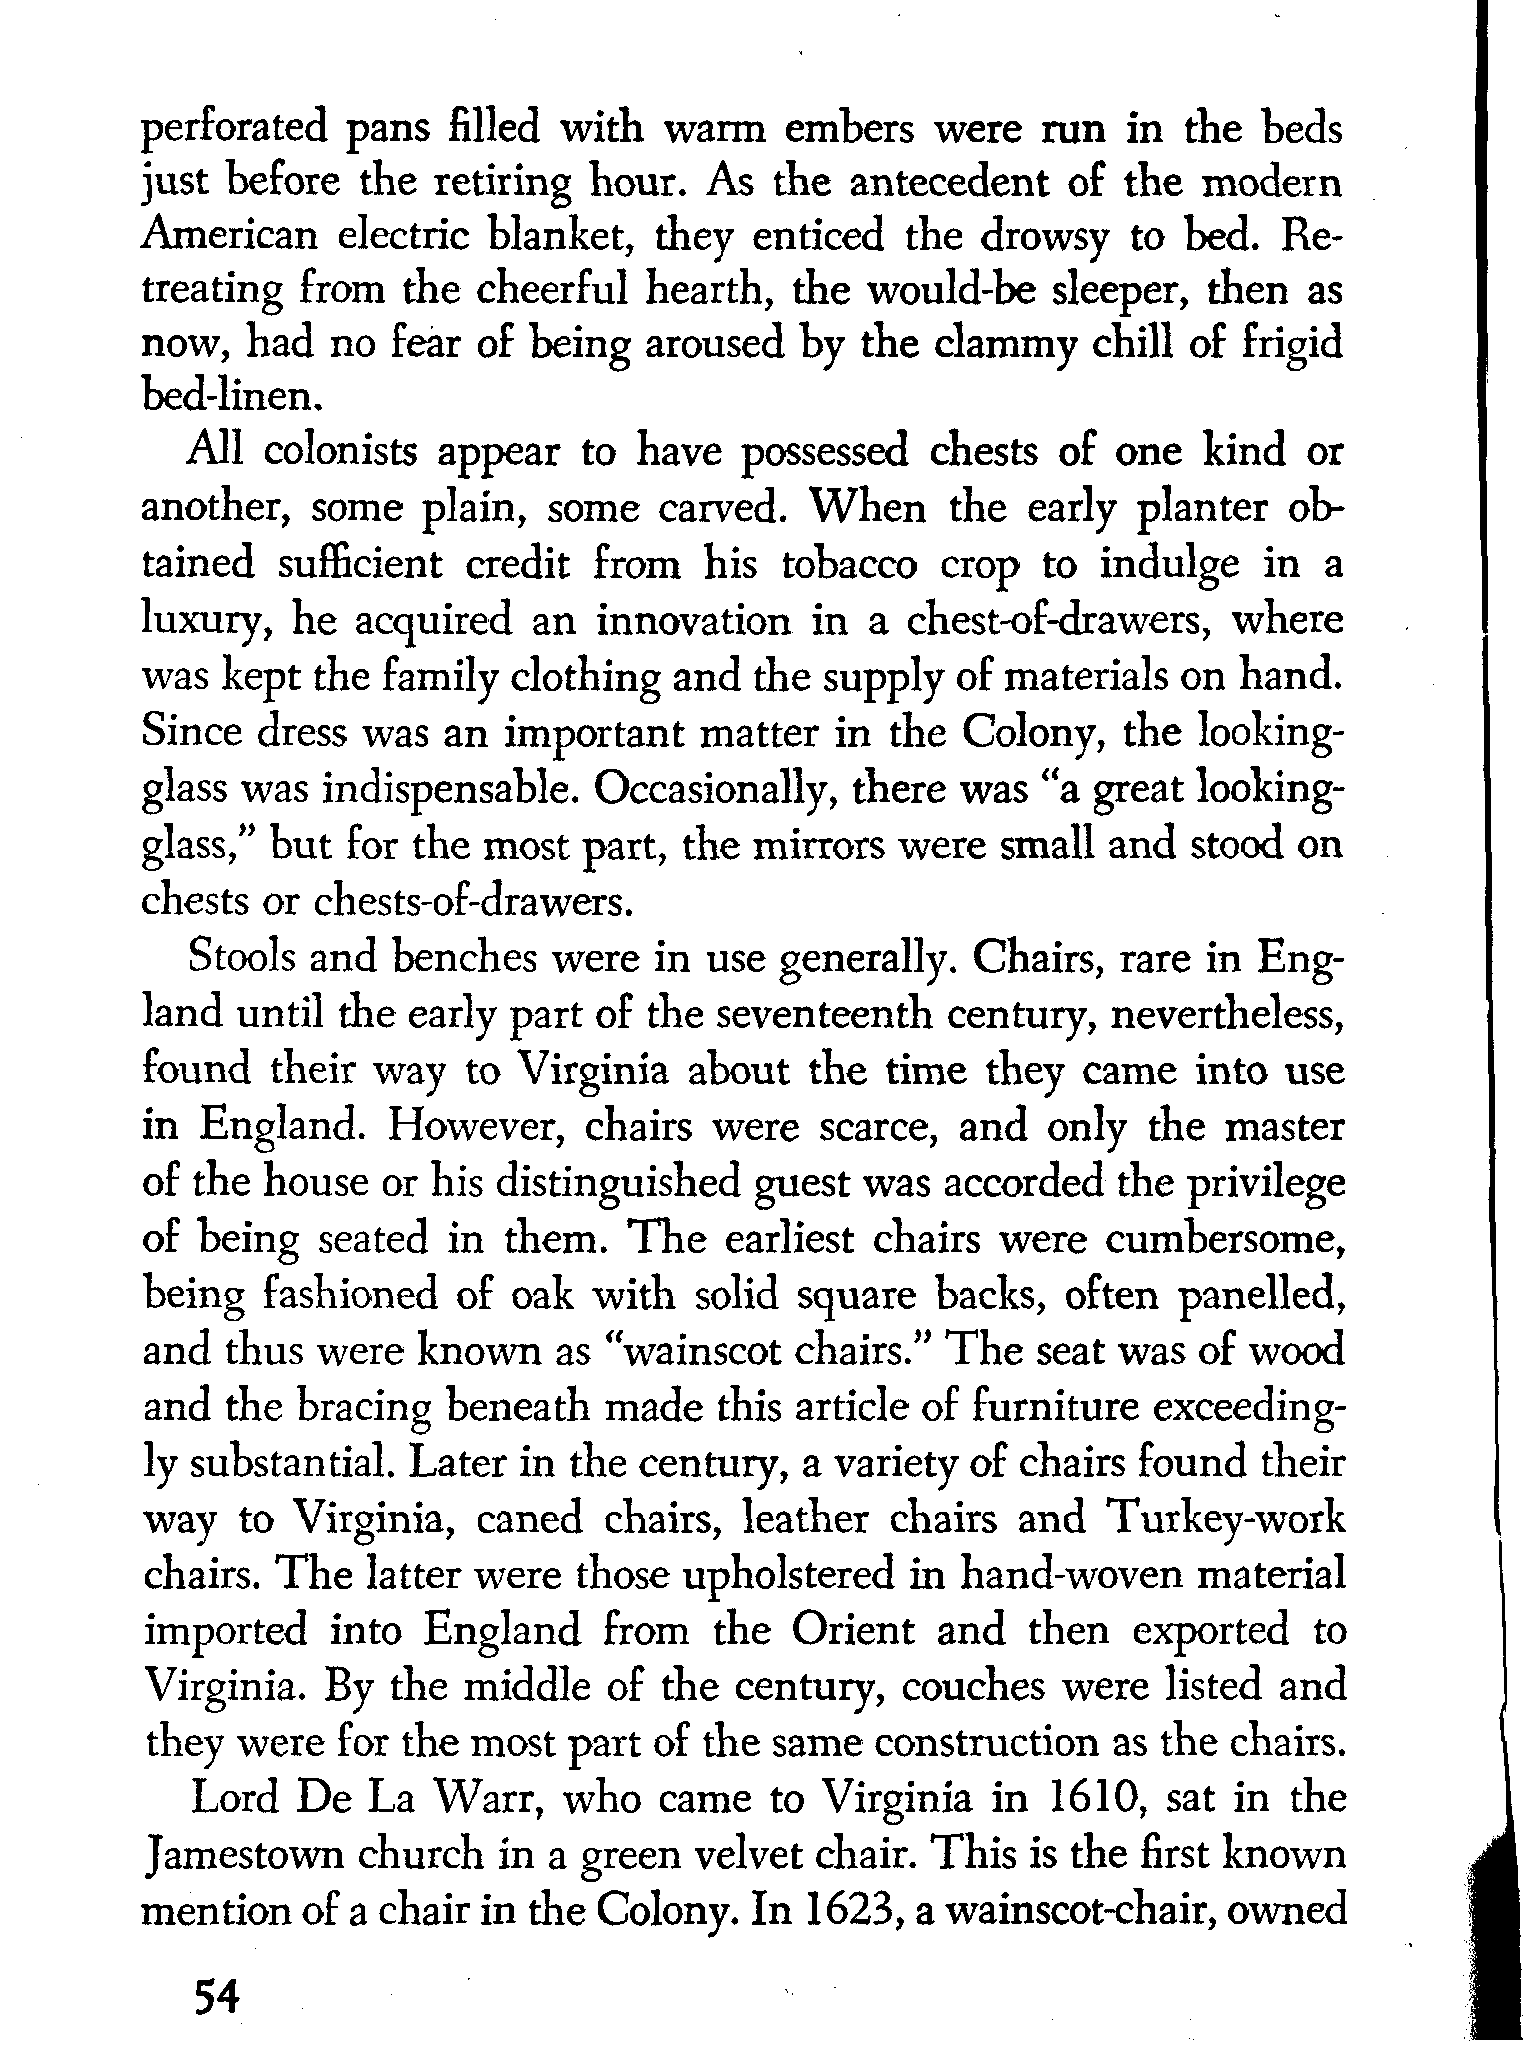 perforated pans filled with warm embers were run in the beds
just before the retiring hour. As the antecedent of the modern
American electric blanket, they enticed the drowsy to bed. Re-
treating from the cheerful hearth, the would-be sleeper, then as
now, had no fear of being aroused by the clammy chill of frigid
bed-linen.
All colonists appear to have possessed chests of one kind or
another, some plain, some carved. When the early planter ob-
tained sufficient credit from his tobacco crop to indulge in a
luxury, he acquired an innovation in a chest-of-drawers, where
was kept the family clothing and the supply of materials on hand.
Since dress was an important matter in the Colony, the looking-
glass was indispensable. Occasionally, there was "a great looking-
glass," but for the most part, the mirrors were small and stood on
chests or chests-of-drawers.
Stools and benches were in use generally. Chairs, rare in Eng-
land until the early part of the seventeenth century, nevertheless,
found their way to Virginia about the time they came into use
in England. However, chairs were scarce, and only the master
of the house or his distinguished guest was accorded the privilege
of being seated in them. The earliest chairs were cumbersome,
being fashioned of oak with solid square backs, often panelled,
and thus were known as "wainscot chairs." The seat was of wood
and the bracing beneath made this article of furniture exceeding-
ly substantial. Later in the century, a variety of chairs found their
way to Virginia, caned chairs, leather chairs and Turkey-work
chairs. The latter were those upholstered in hand-woven material
imported into England from the Orient and then exported to
Virginia. By the middle of the century, couches were listed and
they were for the most part of the same construction as the chairs.
Lord De La Warr, who came to Virginia in 1610, sat in the
Jamestown church in a green velvet chair. This is the first known
mention of a chair in the Colony. In 1623, a wainscot-chair, owned
54